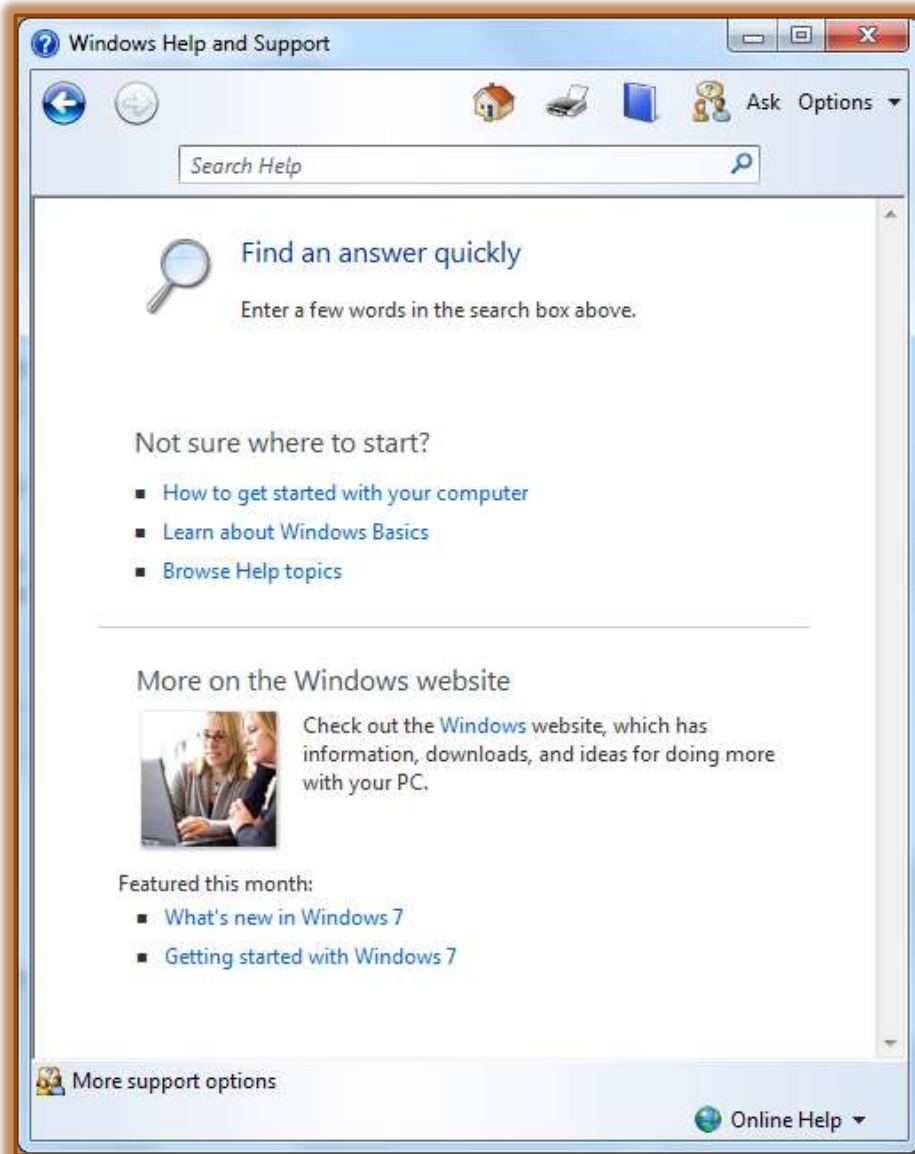 Windows Help and Support
Ask Options
Search Help
Find an answer quickly
Enter a few words in the search box above.
Not sure where to start?
How to get started with your computer
Learn about Windows Basics
Browse Help topics
More on the Windows website
Check out the Windows website, which has
information, downloads, and ideas for doing more
with your PC.
Featured this month:
What's new in Windows 7
Getting started with Windows 7
More support options
Online Help